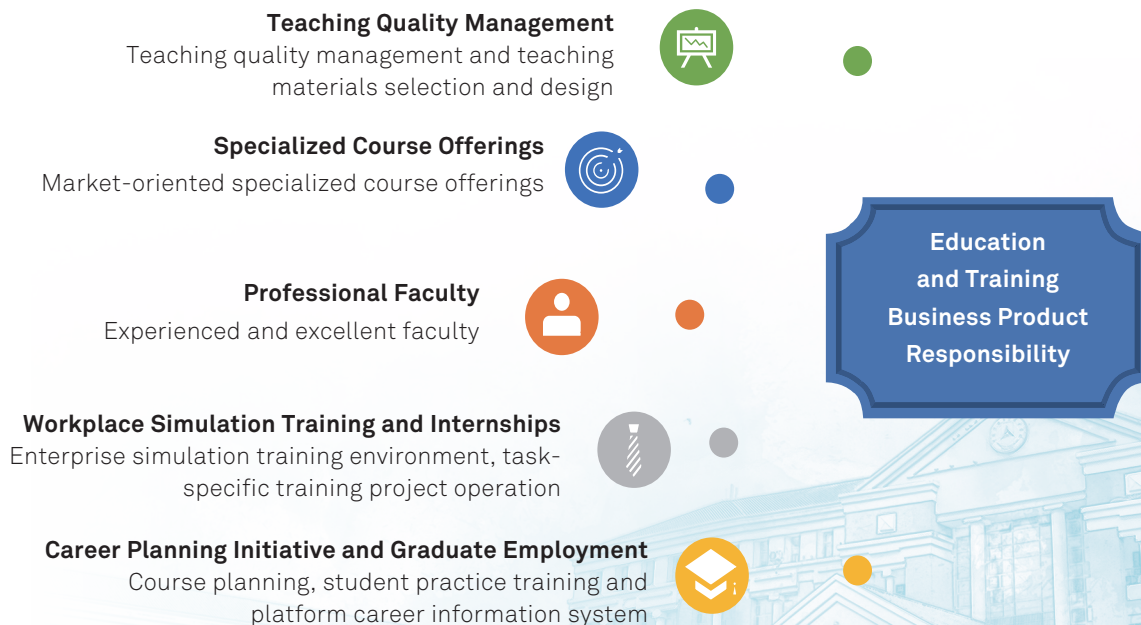 Teaching Quality Management
Teaching quality management and teaching
materials selection and design
Specialized Course Offerings
Market-oriented specialized course offerings
Professional Faculty
Experienced and excellent faculty
Workplace Simulation Training and Internships
Enterprise simulation training environment, task-
specific training project operation
Career Planning Initiative and Graduate Employment
Course planning, student practice training and
platform career information system
Education
and Training
Business Product
Responsibility